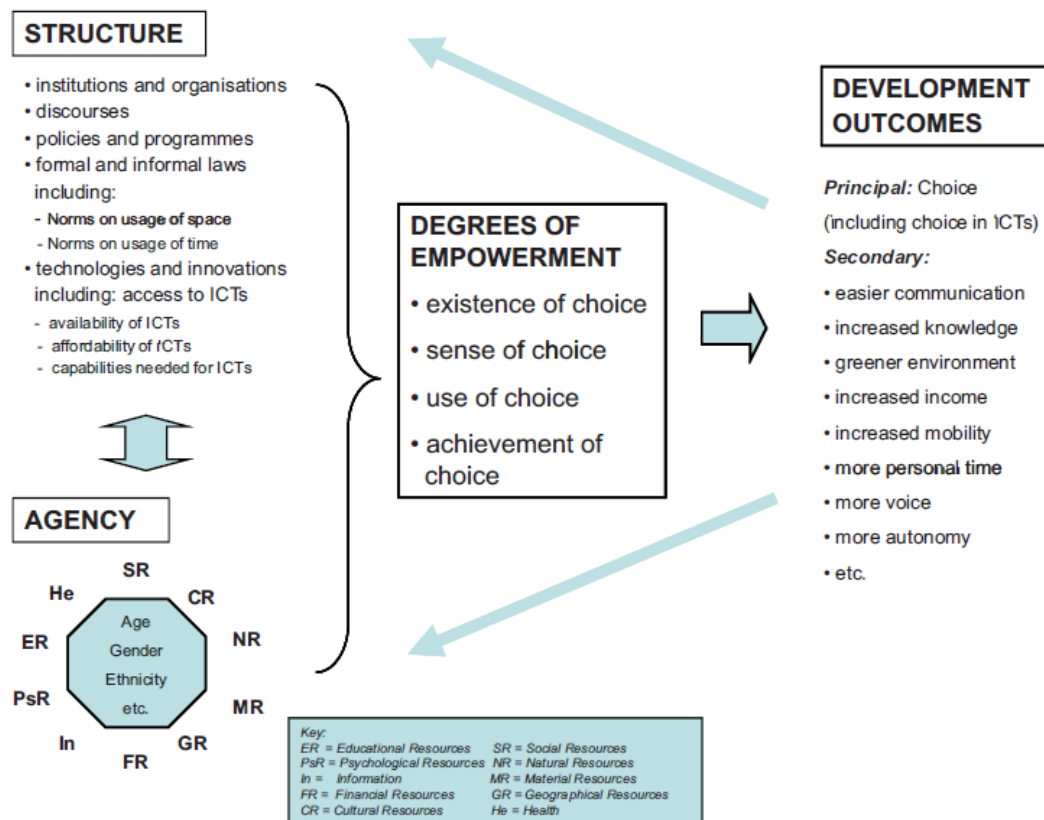 STRUCTURE
• institutions and organisations
• discourses
• policies and programmes
• formal and informal laws
including:
- Norms on usage of space
- Norms on usage of time
• technologies and innovations
including: access to ICTs
- availability of ICTs
- affordability of ICTs
- capabilities needed for ICTs
AGENCY
SR
He
CR
ER
NR
PsR
MR
In
GR
FR
Age
Gender
Ethnicity
etc.
DEGREES OF
EMPOWERMENT
• existence of choice
• sense of choice
• use of choice
• achievement of
choice
DEVELOPMENT
OUTCOMES
Principal: Choice
(including choice in ICTs)
Secondary:
• easier communication
• increased knowledge
• greener environment
• increased income
• increased mobility
• more personal time
• more voice
• more autonomy
• etc.
Key:
ER = Educational Resources SR = Social Resources
PsR = Psychological Resources NR = Natural Resources
In = Information MR = Material Resources
FR = Financial Resources GR = Geographical Resources
CR = Cultural Resources He = Health